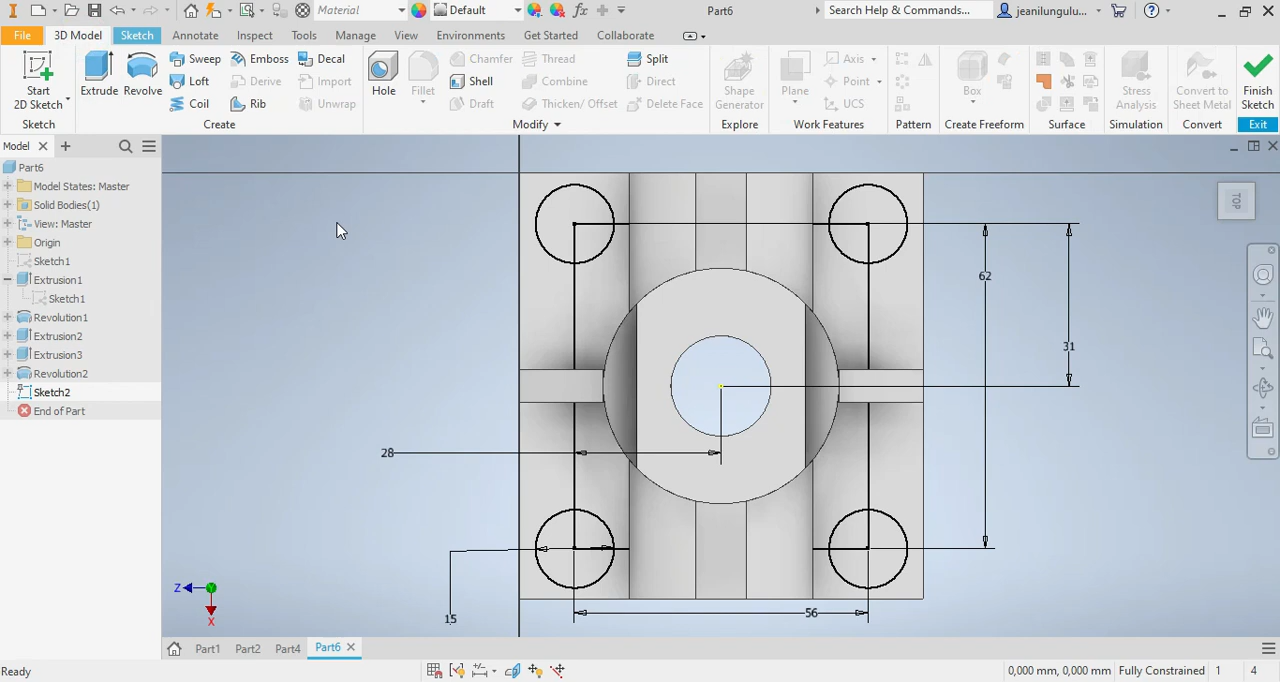 Material
Default
Part6
Search Help & Commands...
jeanilungulu...
File
3D Model
Sketch
Annotate
Inspect
Tools
Manage
View
Environments
Get Started
Collaborate
Start
2D Sketch
Extrude
Revolve
Sweep
Emboss
Decal
Loft
Derive
Import
Coil
Rib
Unwrap
Hole
Fillet
Chamfer
Thread
Split
Shell
Combine
Direct
Draft
Thicken/ Offset
Delete Face
Shape
Generator
Plane
Axis
Point
UCS
Box
Stress
Analysis
Convert to
Sheet Metal
Finish
Sketch
Sketch
Create
Modify
Explore
Work Features
Pattern
Create Freeform
Surface
Simulation
Convert
Exit
Model
Part6
Model States: Master
Solid Bodies(1)
View: Master
Origin
Sketch1
Extrusion1
Sketch1
Revolution1
Extrusion2
Extrusion3
Revolution2
Sketch2
End of Part
TOP
62
31
28
15
56
Z
Y
X
Part1
Part2
Part4
Part6
Ready
0,000 mm, 0,000 mm
Fully Constrained
1
4